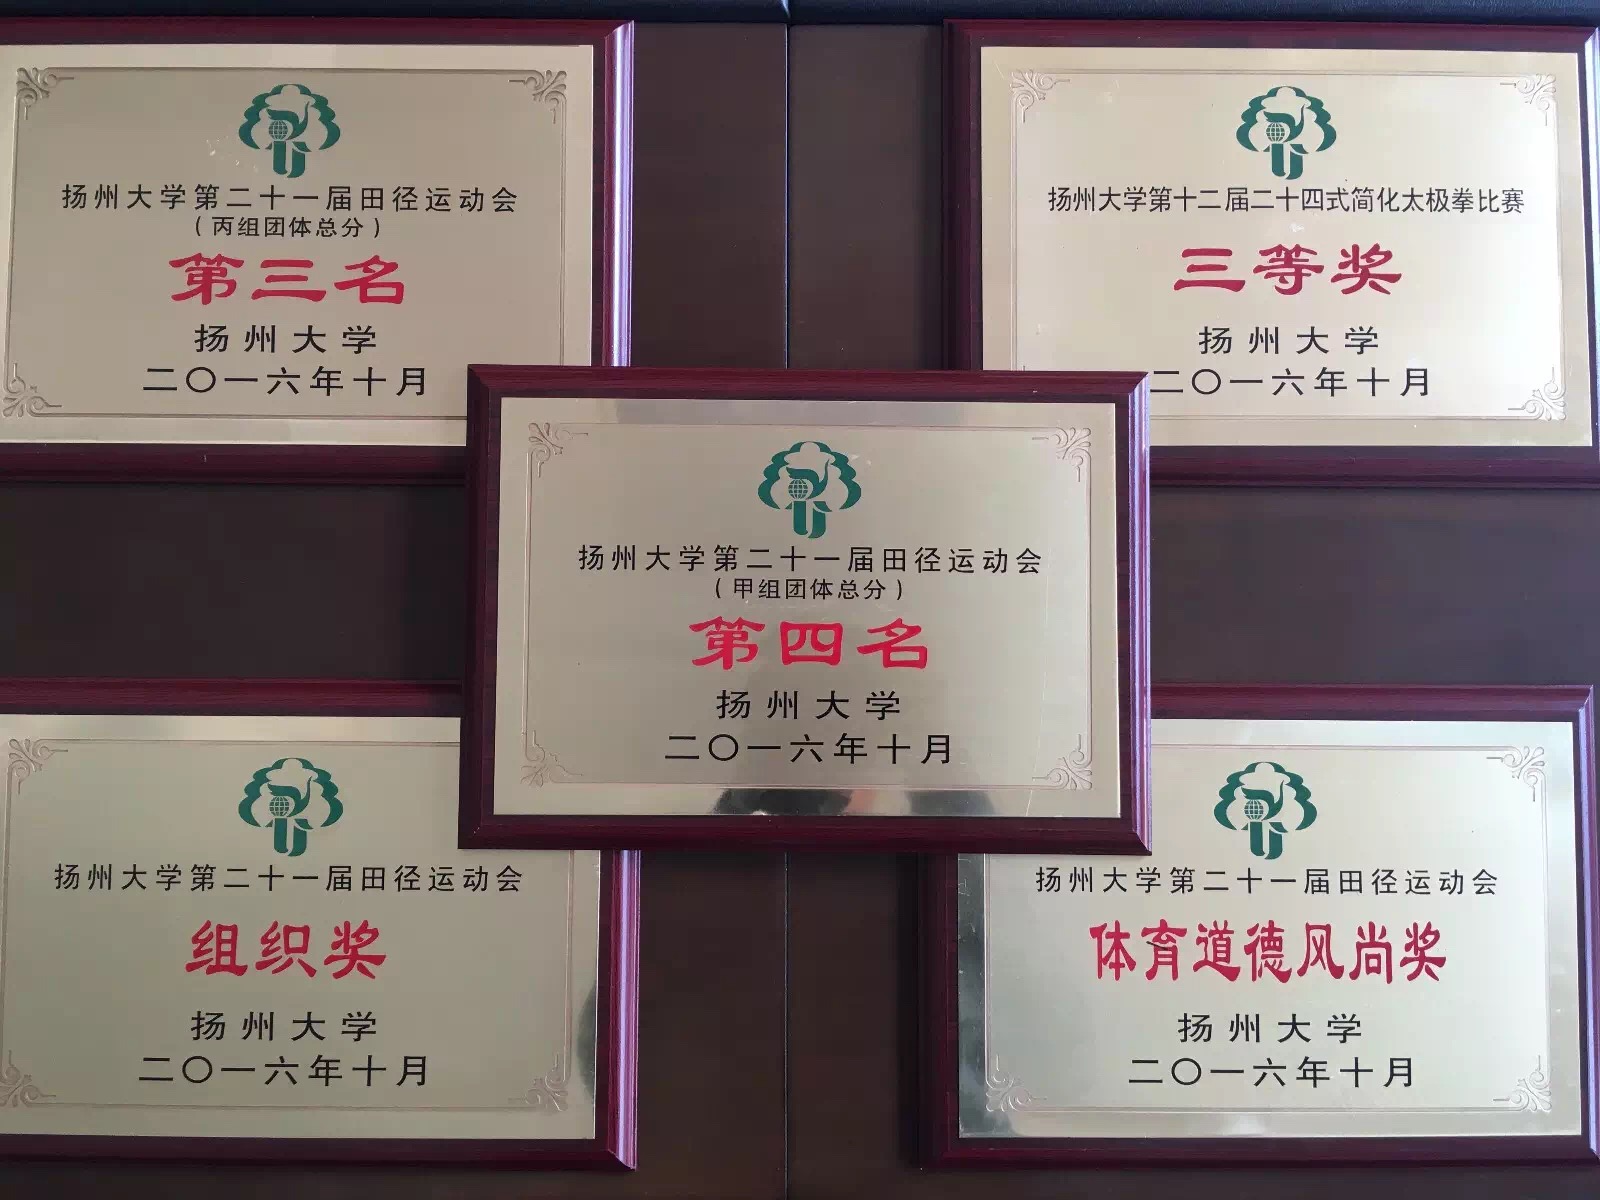 扬州大学第二十一届田径运动会
(丙组团体总分)
第三名
扬州大学
二〇一六年十月
扬州大学第十二届二十四式简化太极拳比赛
三等奖
扬州大学
二〇一六年十月
扬州大学第二十一届田径运动会
(甲组团体总分)
第四名
扬州大学
二〇一六年十月
扬州大学第二十一届田径运动会
组织奖
扬州大学
二〇一六年十月
扬州大学第二十一届田径运动会
体育道德风尚奖
扬州大学
二〇一六年十月